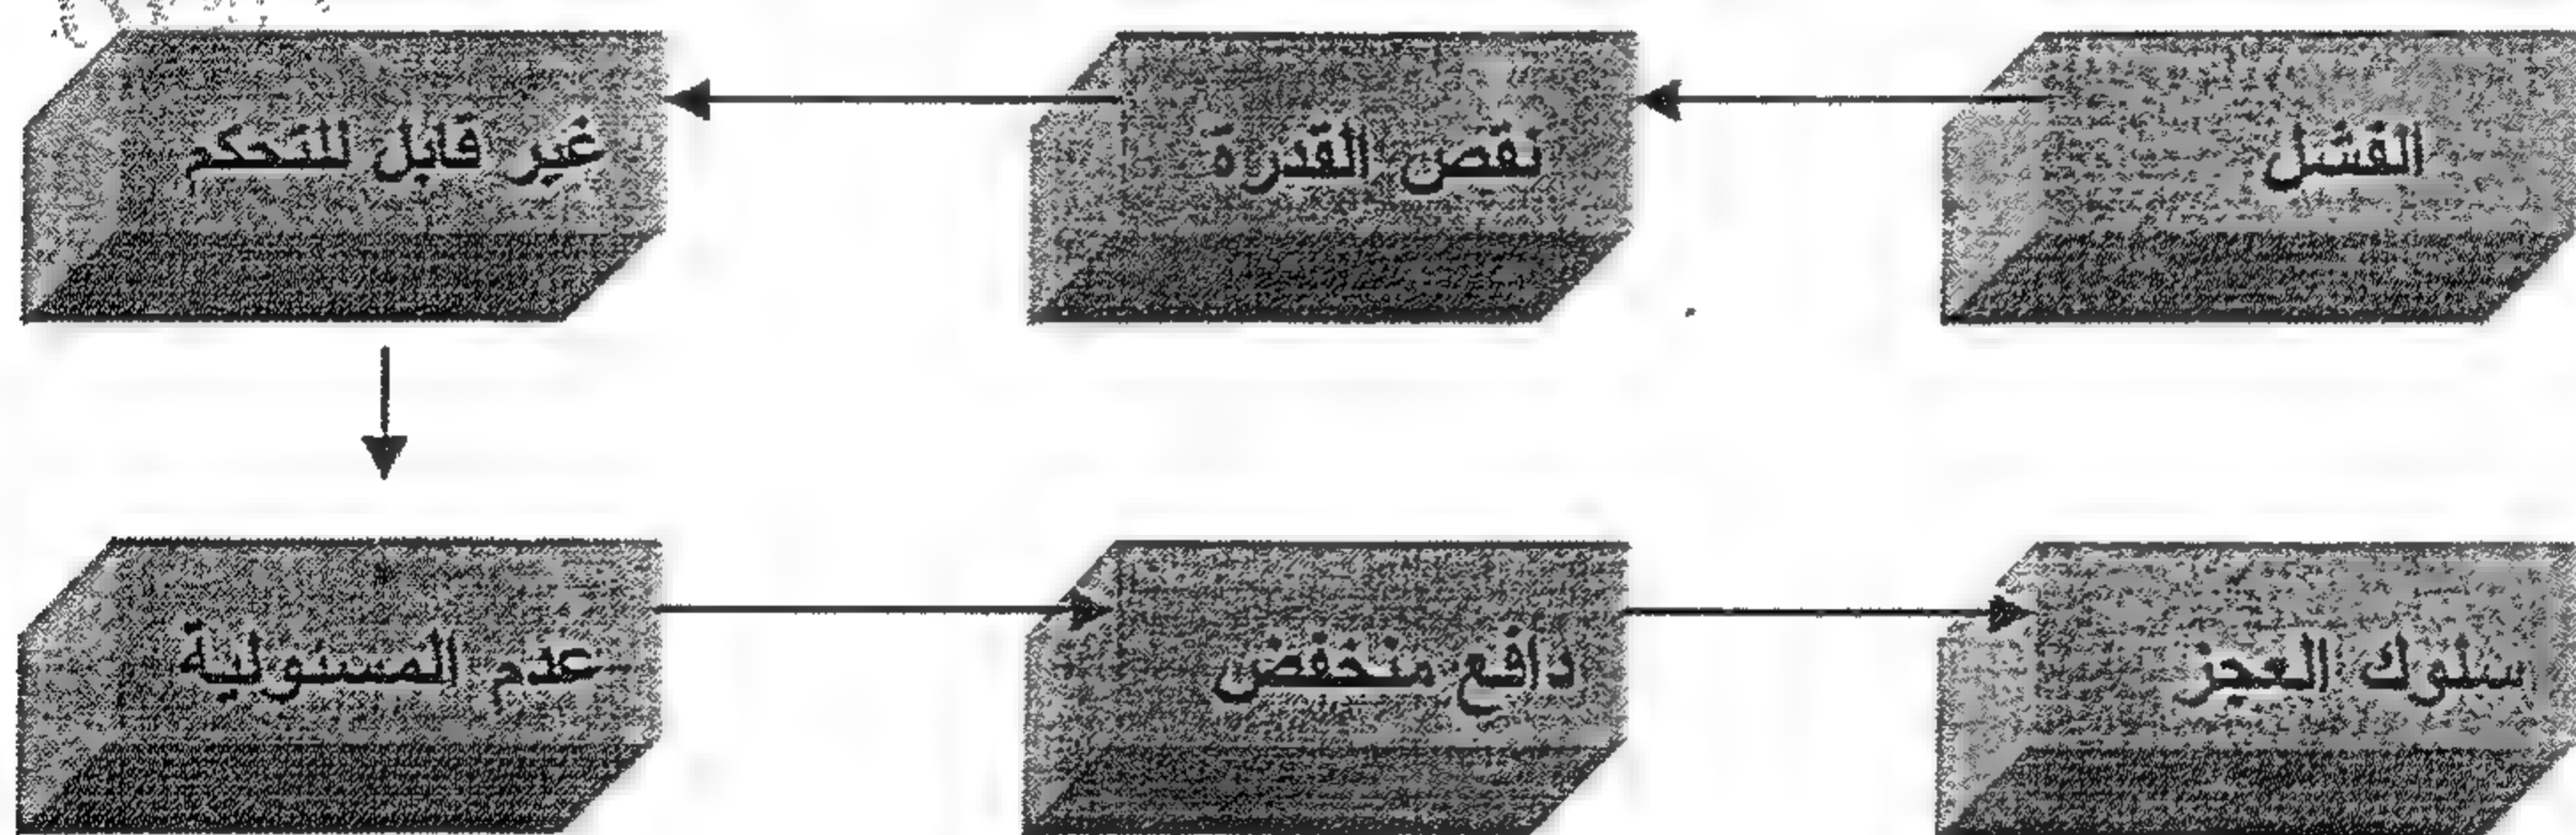 الفشل
نقص القدرة
غير قابل للتحكم
عدم المسئولية
دافع منخفض
سلوك العجز